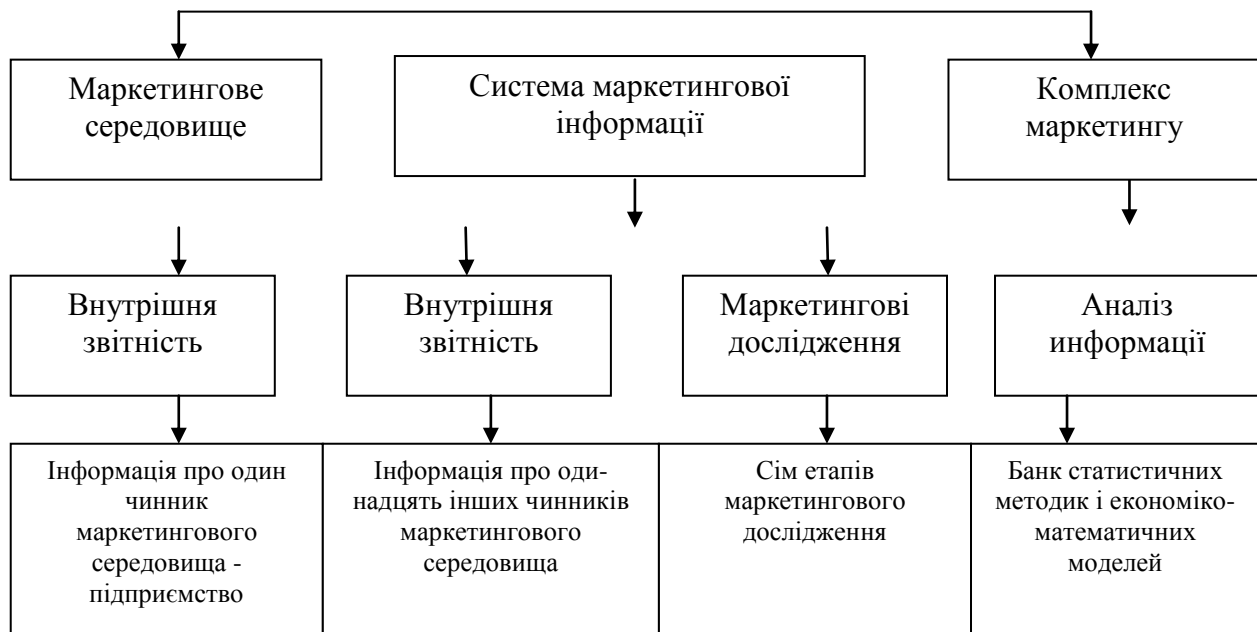 Маркетингове
середовище
Система маркетингової
інформації
Комплекс
маркетингу
Внутрішня
звітність
Внутрішня
звітність
Маркетингові
дослідження
Аналіз
информації
Інформація про один
чинник
маркетингового
середовища -
підприємство
Інформація про оди-
надцять інших чинників
маркетингового
середовища
Сім етапів
маркетингового
дослідження
Банк статистичних
методик і економіко-
математичних
моделей